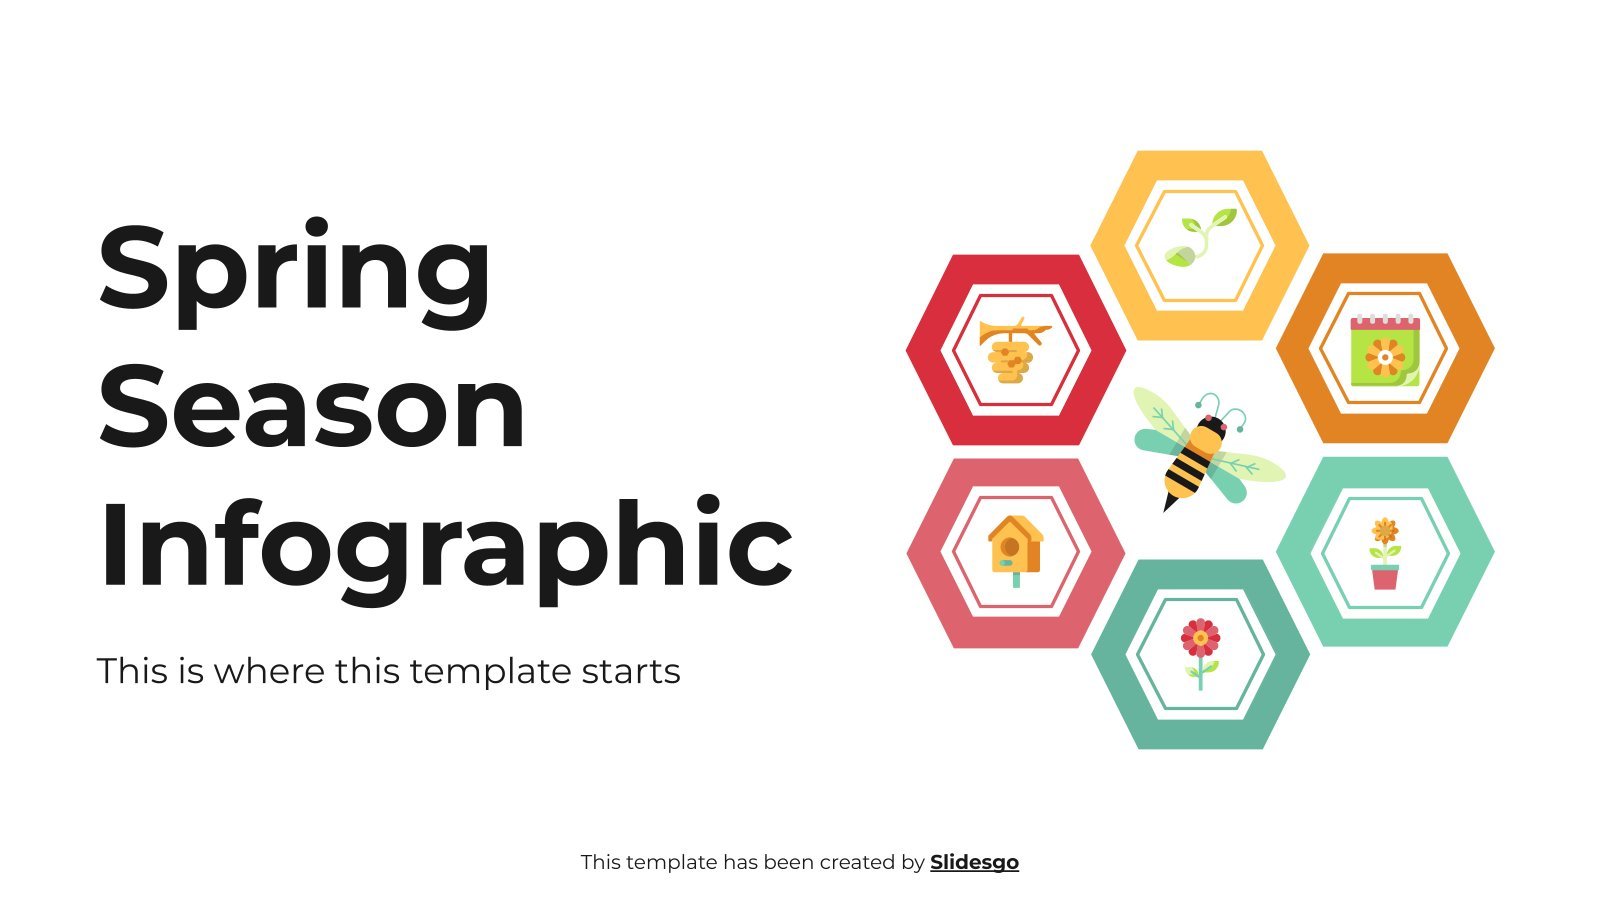 Spring
Season
Infographic
This is where this template starts
This template has been created by Slidesgo